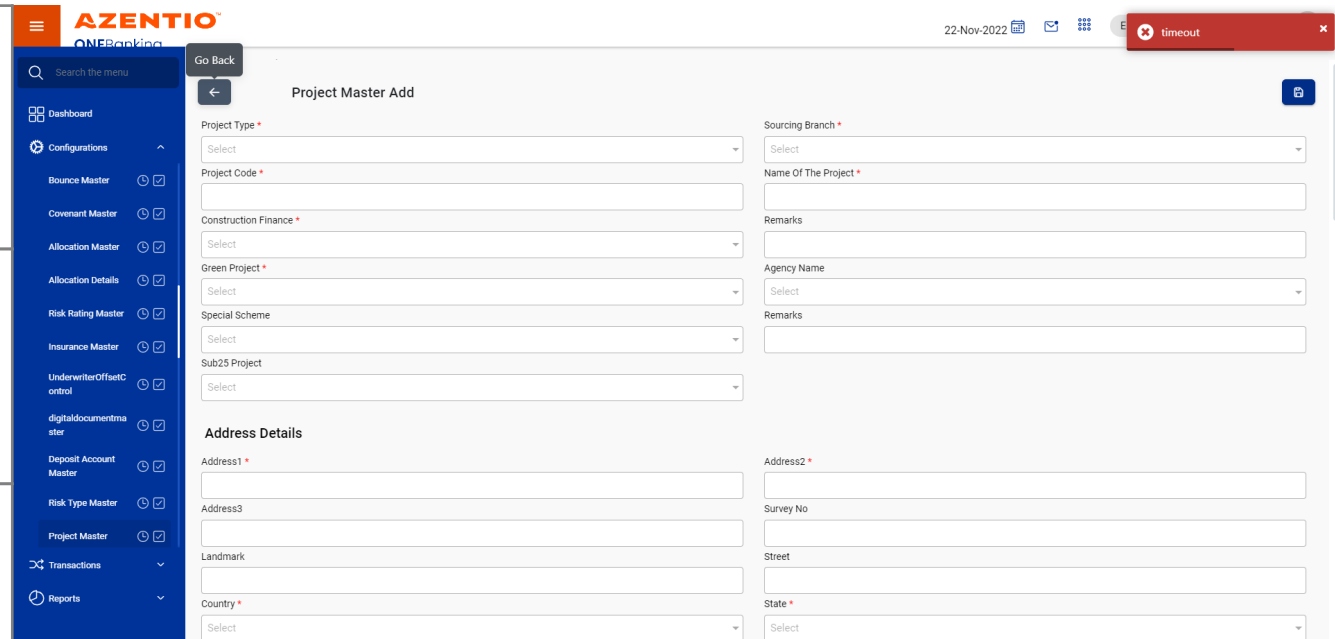 AZENTIO™
ONEBanking
22-Nov-2022
E
timeout
Search the menu
Go Back
Project Master Add
Dashboard
Configurations
Bounce Master
Covenant Master
Allocation Master
Allocation Details
Risk Rating Master
Insurance Master
UnderwriterOffsetC
ontrol
digitaldocumentma
ster
Deposit Account
Master
Risk Type Master
Project Master
Transactions
Reports
Project Type *
Sourcing Branch *
Select
Select
Project Code *
Name Of The Project *
Construction Finance *
Remarks
Select
Green Project *
Agency Name
Select
Select
Special Scheme
Remarks
Select
Sub25 Project
Select
Address Details
Address1 *
Address2 *
Address3
Survey No
Landmark
Street
Country *
State *
Select
Select